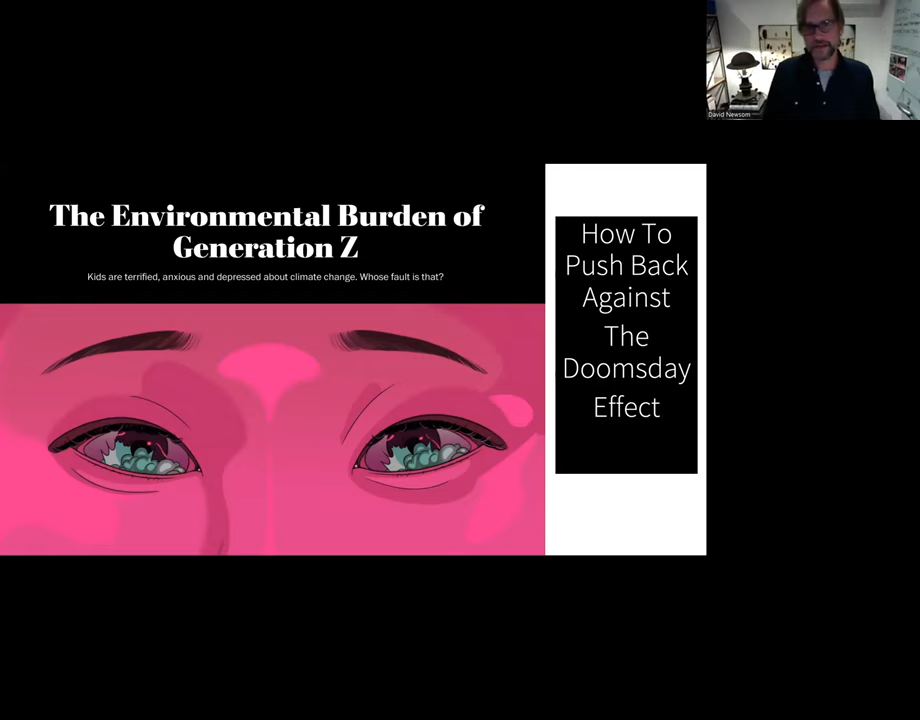 David Newsom
The Environmental Burden of
Generation Z
Kids are terrified, anxious and depressed about climate change. Whose fault is that?
How To
Push Back
Against
The
Doomsday
Effect